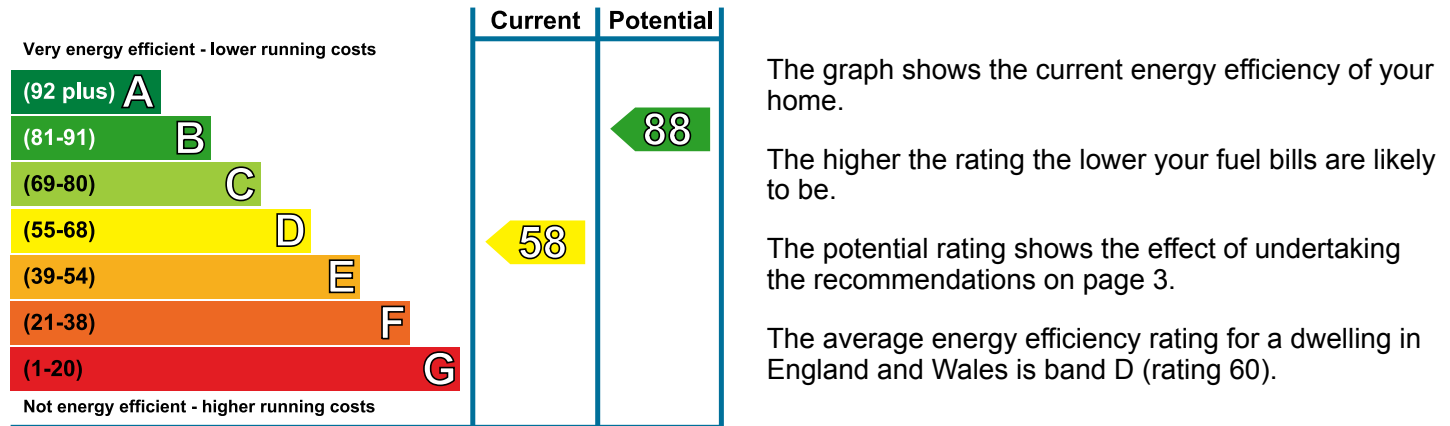 Current Potential
Very energy efficient - lower running costs
(92 plus) A
(81-91) B
88
(69-80) C
(55-68) D
58
(39-54) E
(21-38) F
(1-20) G
Not energy efficient - higher running costs
The graph shows the current energy efficiency of your
home.
The higher the rating the lower your fuel bills are likely
to be.
The potential rating shows the effect of undertaking
the recommendations on page 3.
The average energy efficiency rating for a dwelling in
England and Wales is band D (rating 60).